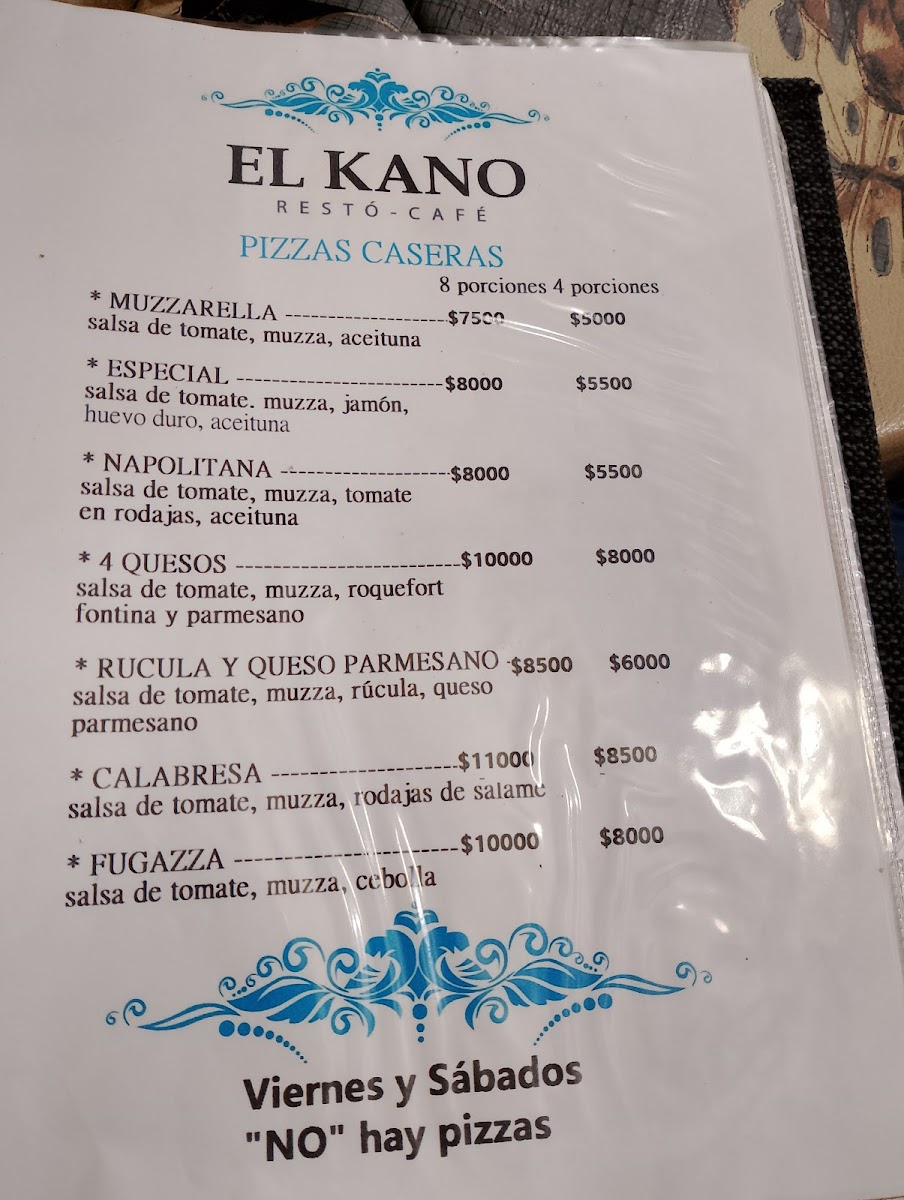 EL KANO
RESTÓ-CAFÉ
PIZZAS CASERAS
8 porciones 4 porciones
* MUZZARELLA -------------------$7500 $5000
salsa de tomate, muzza, aceituna
* ESPECIAL ------------------------$8000 $5500
salsa de tomate. muzza, jamón,
huevo duro, aceituna
* NAPOLITANA --------------------$8000 $5500
salsa de tomate, muzza, tomate
en rodajas, aceituna
* 4 QUESOS --------------------------$10000 $8000
salsa de tomate, muzza, roquefort
fontina y parmesano
* RUCULA Y QUESO PARMESANO -$8500 $6000
salsa de tomate, muzza, rúcula, queso
parmesano
* CALABRESA ---------------------$11000 $8500
salsa de tomate, muzza, rodajas de salame
* FUGAZZA --------------------------$10000 $8000
salsa de tomate, muzza, cebolla
Viernes y Sábados
"NO" hay pizzas